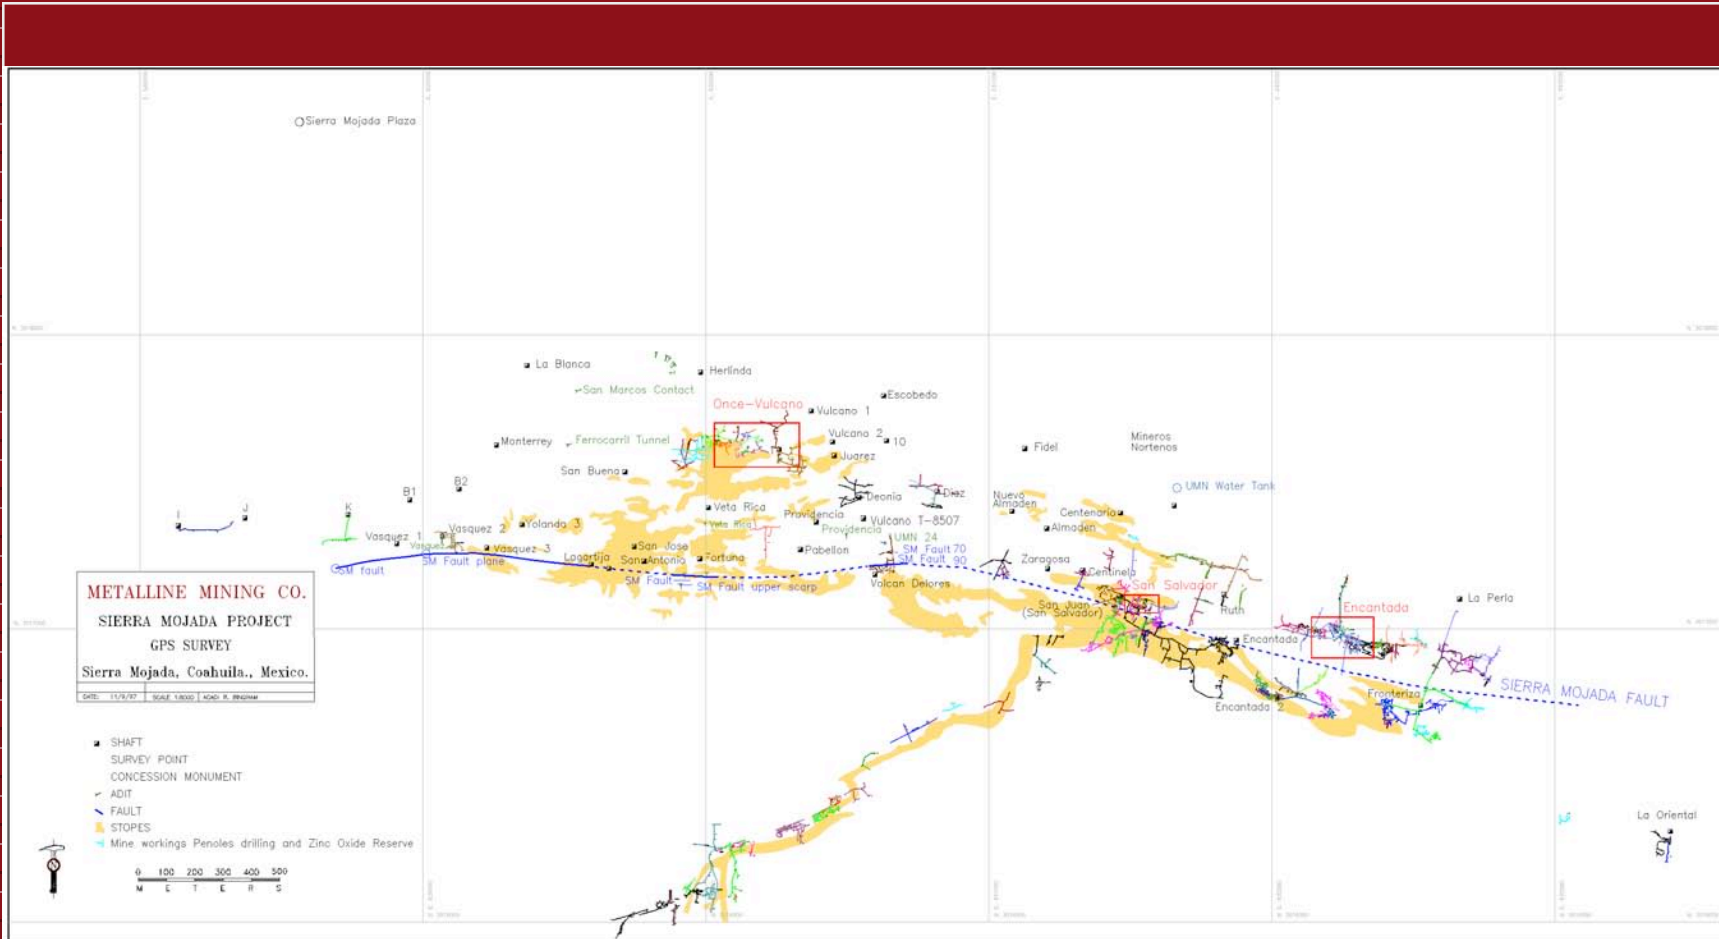 Sierra Mojada Plaza
La Blanca
Herlinda
San Marcos Contact
Escobedo
Once-Vulcano
Vulcano 1
Monterrey
Ferrocarril Tunnel
Vulcano 2
10
Juarez
Fidel
Mineros
Nortenos
San Buena
UMN Water Tank
B1
B2
I
J
K
Deonia
Diaz
Nuevo
Almaden
Centenario
Veta Rica
Veta Rica
Providencia
Providencia
Vulcano T-8507
Almaden
Vasquez 1
Vasquez 2
Yolanda 3
Vasquez
Vasquez 3
UMN 24
SM Fault 70
SM Fault 90
San Jose
Lagartija
San Antonio
Fortuna
Pabellon
Zaragosa
SM fault
SM Fault plane
SM Fault
SM Fault upper scarp
Volcan Delores
Centinela
San Salvador
San Juan
(San Salvador)
Ruth
Encantada
La Perla
Encantada
Encantada 2
Fronteriza
SIERRA MOJADA FAULT
La Oriental
METALLINE MINING CO.
SIERRA MOJADA PROJECT
GPS SURVEY
Sierra Mojada, Coahuila., Mexico.
SHAFT
SURVEY POINT
CONCESSION MONUMENT
ADIT
FAULT
STOPES
Mine workings Penoles drilling and Zinc Oxide Reserve
0 100 200 300 400 500
M E T E R S